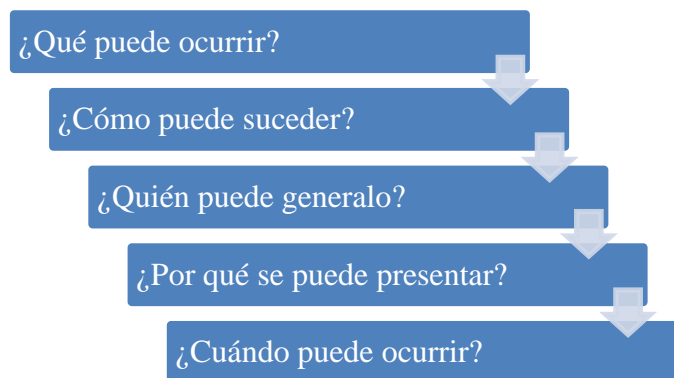 ¿Qué puede ocurrir?
¿Cómo puede suceder?
¿Quién puede generalo?
¿Por qué se puede presentar?
¿Cuándo puede ocurrir?